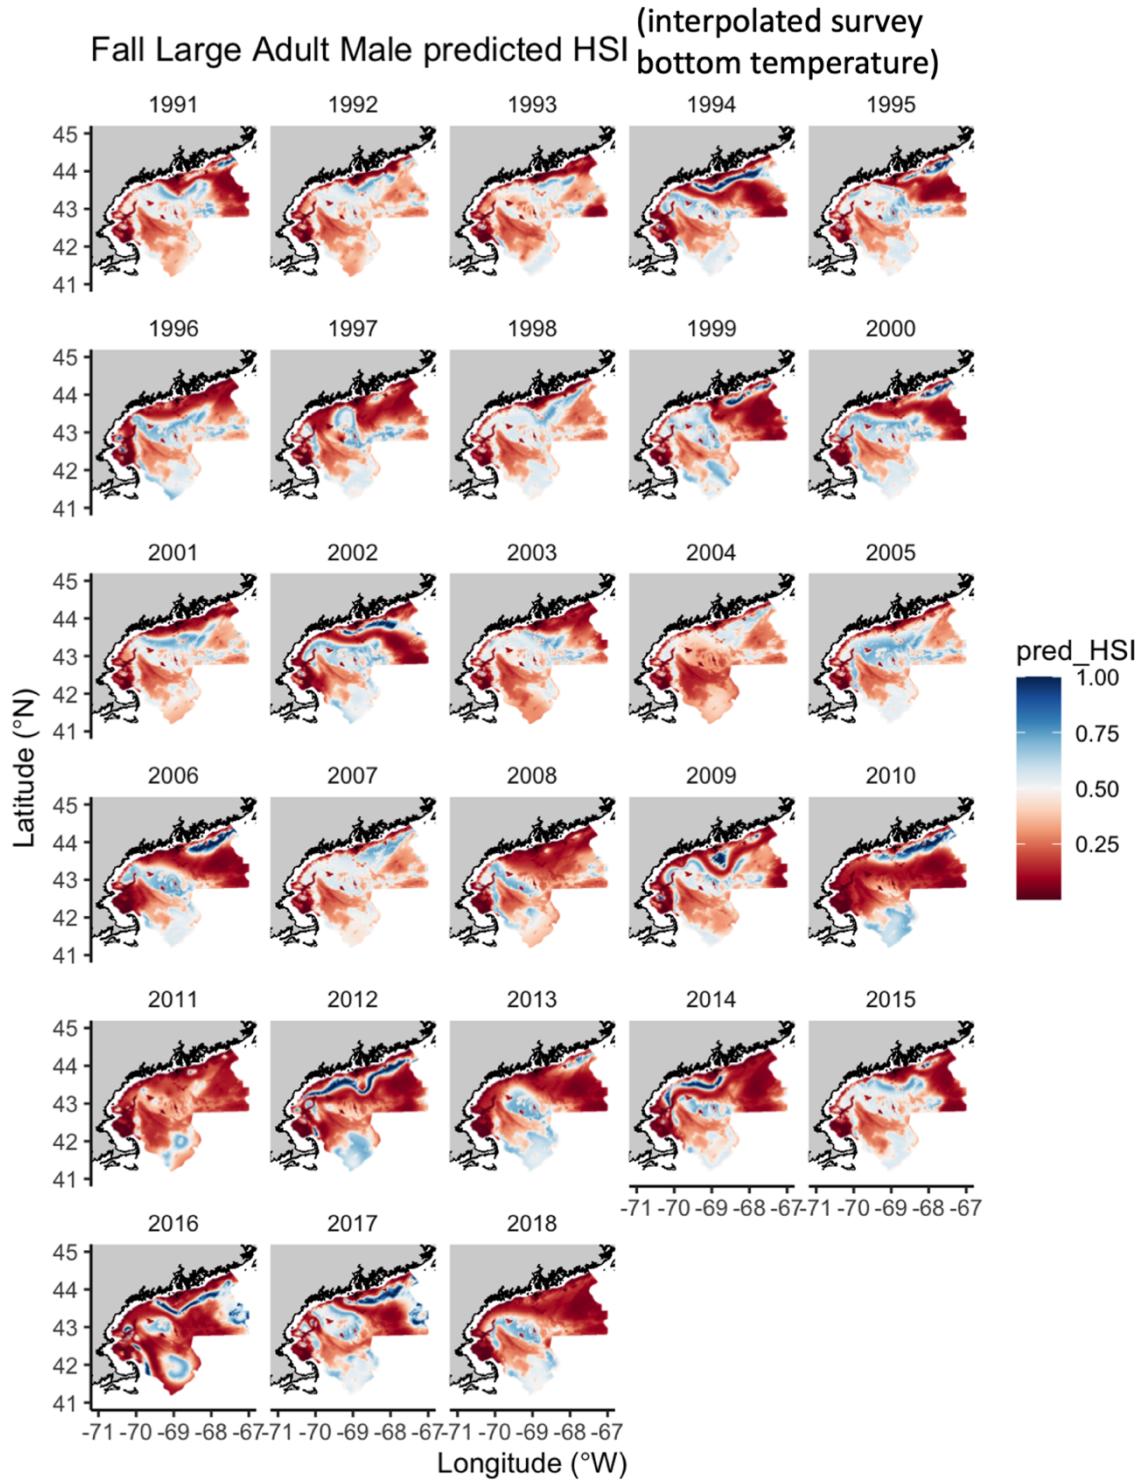 (interpolated survey
Fall Large Adult Male predicted HSI
bottom temperature)
1991 1992 1993 1994 1995
45
44
43
42
41
1996 1997 1998 1999 2000
45
44
43
42
41
2001 2002 2003 2004 2005
45
44
43
42
41
2006 2007 2008 2009 2010
45
44
43
42
41
2011 2012 2013 2014 2015
45
44
43
42
41
-71 -70 -69 -68 -67 -71 -70 -69 -68 -67
2016 2017 2018
45
44
43
42
41
-71 -70 -69 -68 -67 -71 -70 -69 -68 -67 -71 -70 -69 -68 -67
Longitude (°W)
Latitude (°N)
pred_HSI
1.00
0.75
0.50
0.25